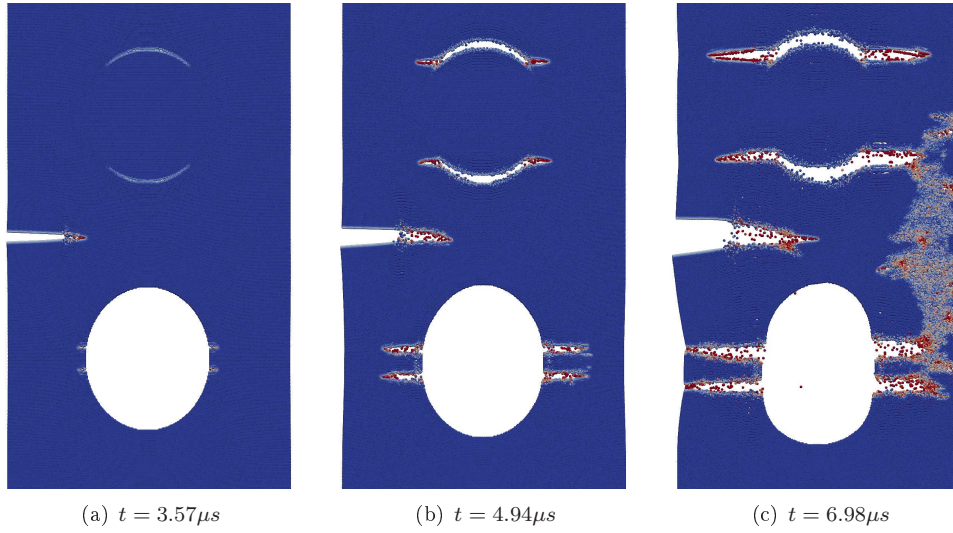 (a) t = 3.57μs
(b) t = 4.94μs
(c) t = 6.98μs